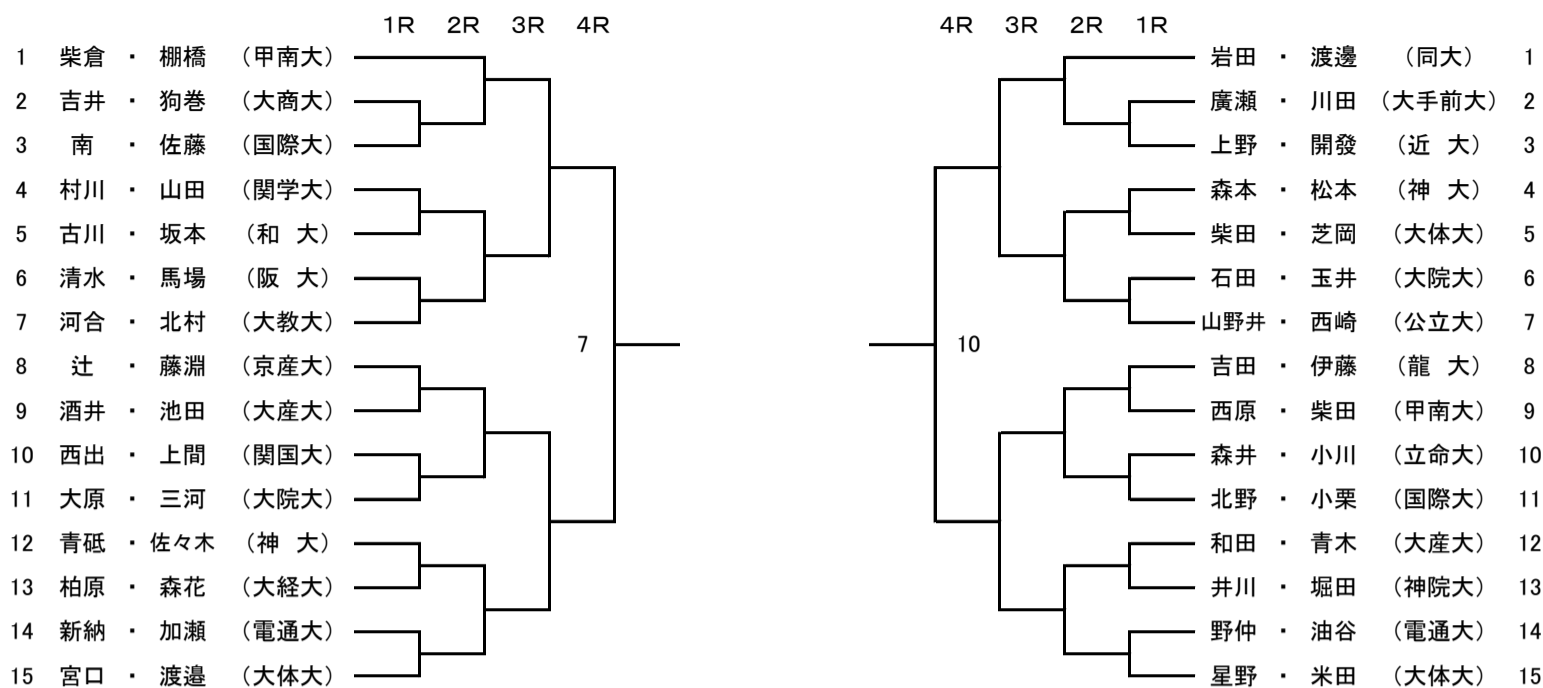 1R 2R 3R 4R 4R 3R 2R 1R
1 柴倉 ・ 棚橋 （甲南大） 岩田 ・ 渡邊 （同大） 1
2 吉井 ・ 狗巻 （大商大） 廣瀬 ・ 川田 （大手前大） 2
3 南 ・ 佐藤 （国際大） 上野 ・ 開發 （近 大） 3
4 村川 ・ 山田 （関学大） 森本 ・ 松本 （神 大） 4
5 古川 ・ 坂本 （和 大） 柴田 ・ 芝岡 （大体大） 5
6 清水 ・ 馬場 （阪 大） 石田 ・ 玉井 （大院大） 6
7 河合 ・ 北村 （大教大） 山野井 ・ 西崎 （公立大） 7
7 10
8 辻 ・ 藤淵 （京産大） 吉田 ・ 伊藤 （龍 大） 8
9 酒井 ・ 池田 （大産大） 西原 ・ 柴田 （甲南大） 9
10 西出 ・ 上間 （関国大） 森井 ・ 小川 （立命大） 10
11 大原 ・ 三河 （大院大） 北野 ・ 小栗 （国際大） 11
12 青砥 ・ 佐々木 （神 大） 和田 ・ 青木 （大産大） 12
13 柏原 ・ 森花 （大経大） 井川 ・ 堀田 （神院大） 13
14 新納 ・ 加瀬 （電通大） 野仲 ・ 油谷 （電通大） 14
15 宮口 ・ 渡邉 （大体大） 星野 ・ 米田 （大体大） 15